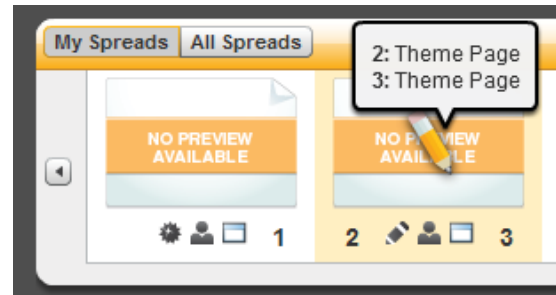 My Spreads All Spreads
2: Theme Page
3: Theme Page
NO PREVIEW
AVAILABLE
NO PREVIEW
AVAILABLE
1
2 3